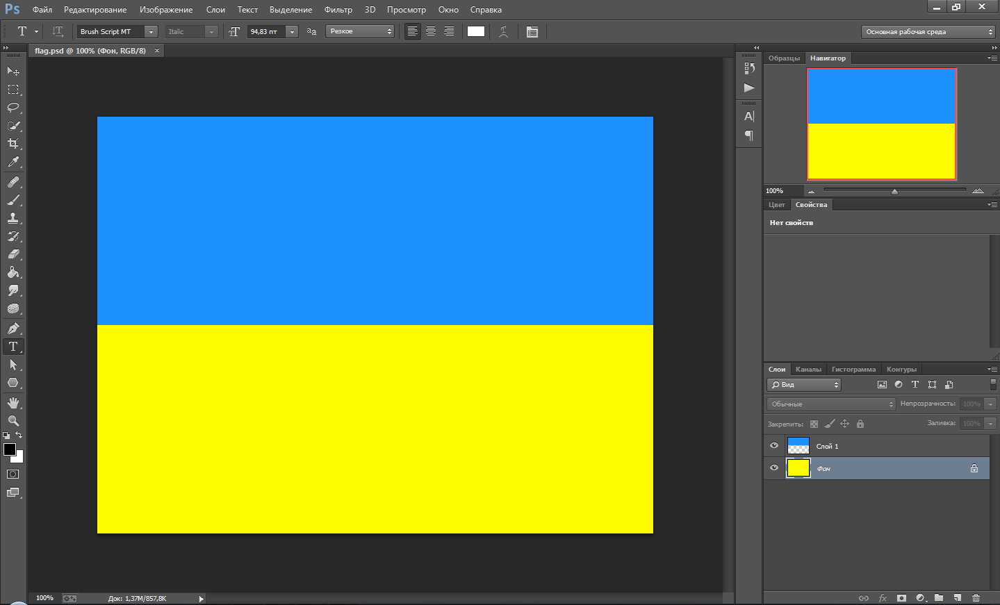 Ps Файл Редактирование Изображение Слои Текст Выделение Фильтр 3D Просмотр Окно Справка
T Brush Script MT Italic 94,83 пт aa Резкое Основная рабочая среда
flag.psd @ 100% (Фон, RGB/8) ×
Образцы Навигатор
100%
Цвет Свойства
Нет свойств
Слои Каналы Гистограмма Контуры
Вид
Обычные Непрозрачность: 100%
Закрепить: Заливка: 100%
Слой 1
Фон
fx
100% Док: 1,37M/857,8K